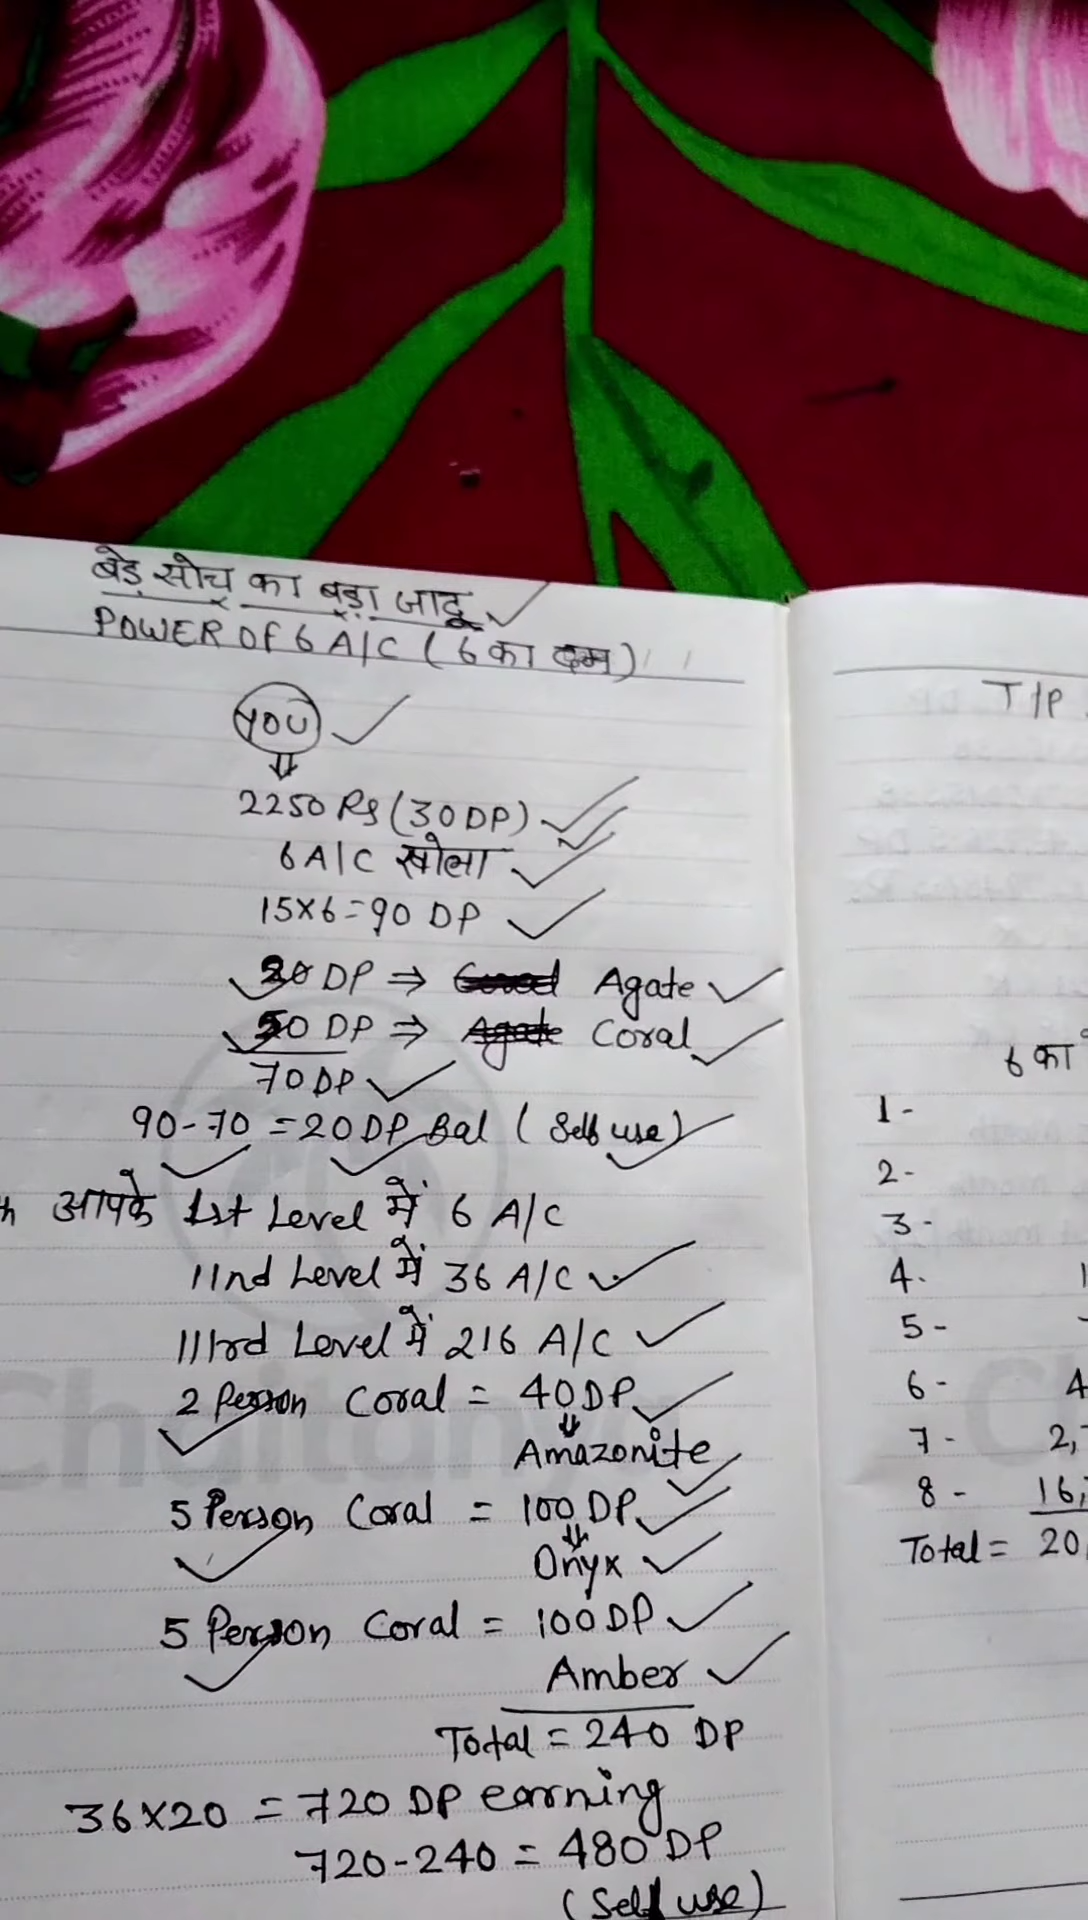 बड़े सोच का बड़ा जादू
POWER OF 6 A/C ( 6 का दम )
YOU
⇓
2250 Rs (30 DP)
6 A/C खोला
15×6=90 DP
20 DP ⇒ Agate
50 DP ⇒ Coral
70 DP
90-70 = 20 DP Bal ( Self use)
आपके 1st Level में 6 A/C
IInd Level में 36 A/C
IIIrd Level में 216 A/C
2 Person Coral = 40 DP
⇓
Amazonite
5 Person Coral = 100 DP
⇓
Onyx
5 Person Coral = 100 DP
Amber
Total = 240 DP
36×20 = 720 DP earning
720-240 = 480 DP
(Self use)
T/P
6 का
1-
2-
3-
4.
5-
6- 4
7- 2,
8- 16,
Total = 20